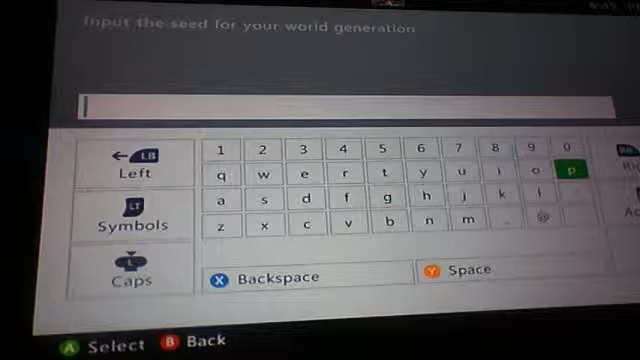 Input the seed for your world generation
LB
Left
LT
Symbols
L
Caps
1 2 3 4 5 6 7 8 9 0
q w e r t y u i o p
a s d f g h j k l
z x c v b n m _ @
X Backspace
Y Space
A Select B Back